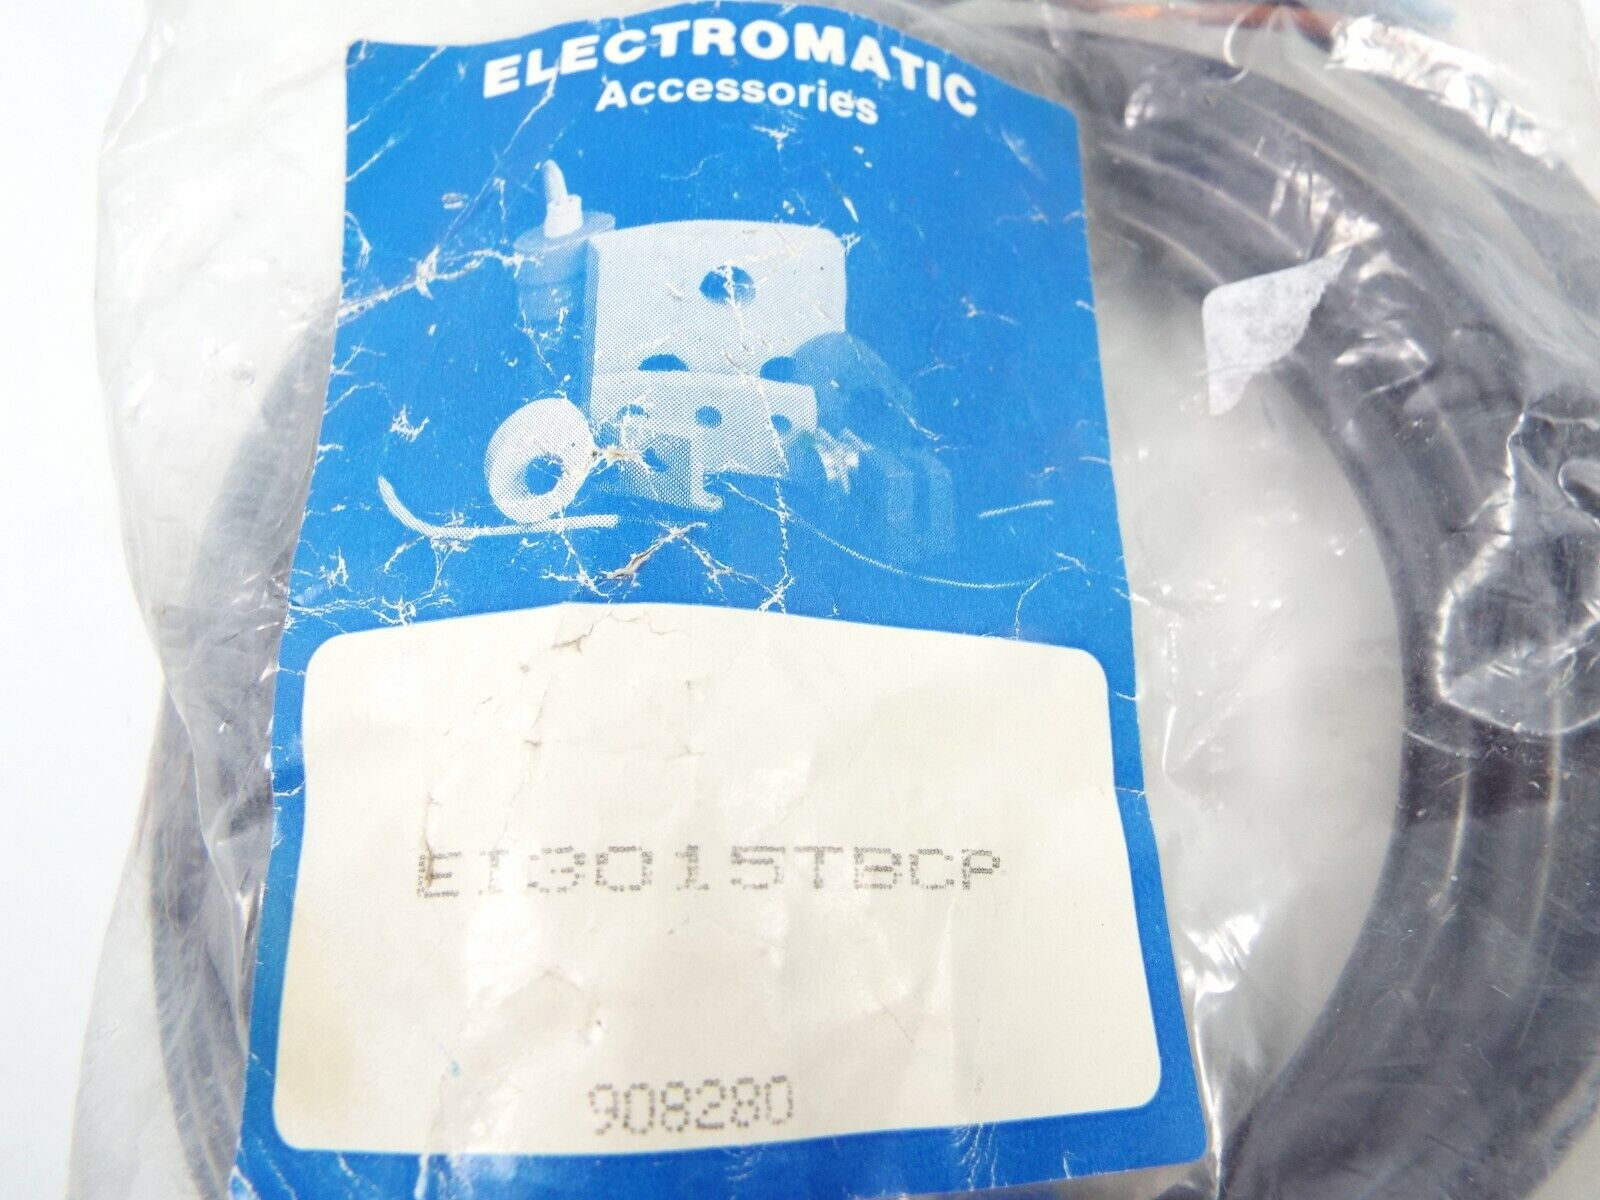 ELECTROMATIC
Accessories
EI3015TBCP
908280